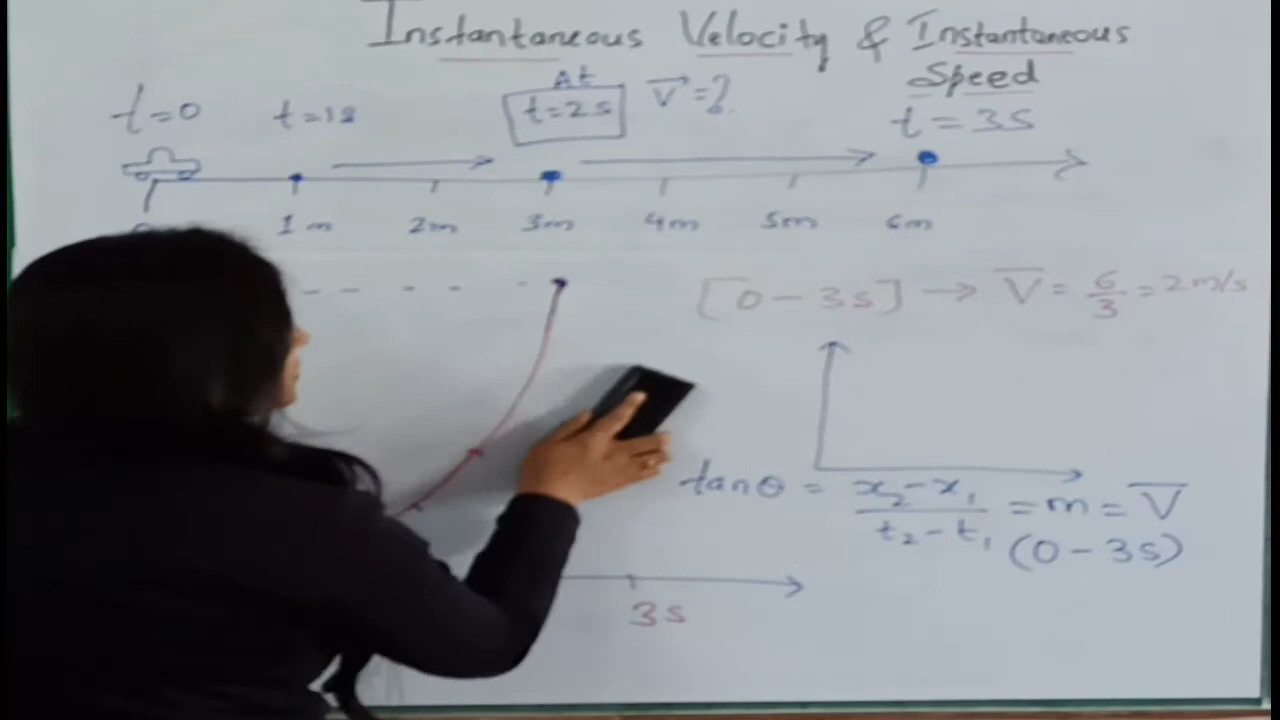 Instantaneous Velocity & Instantaneous
Speed
t=0 t=1s At t=2s V⃗=? t = 3s
1m 2m 3m 4m 5m 6m
[0-3s] → V̅ = 6/3 = 2m/s
tanθ = x₂-x₁/t₂-t₁ = m = V̅
(0-3s)
3s